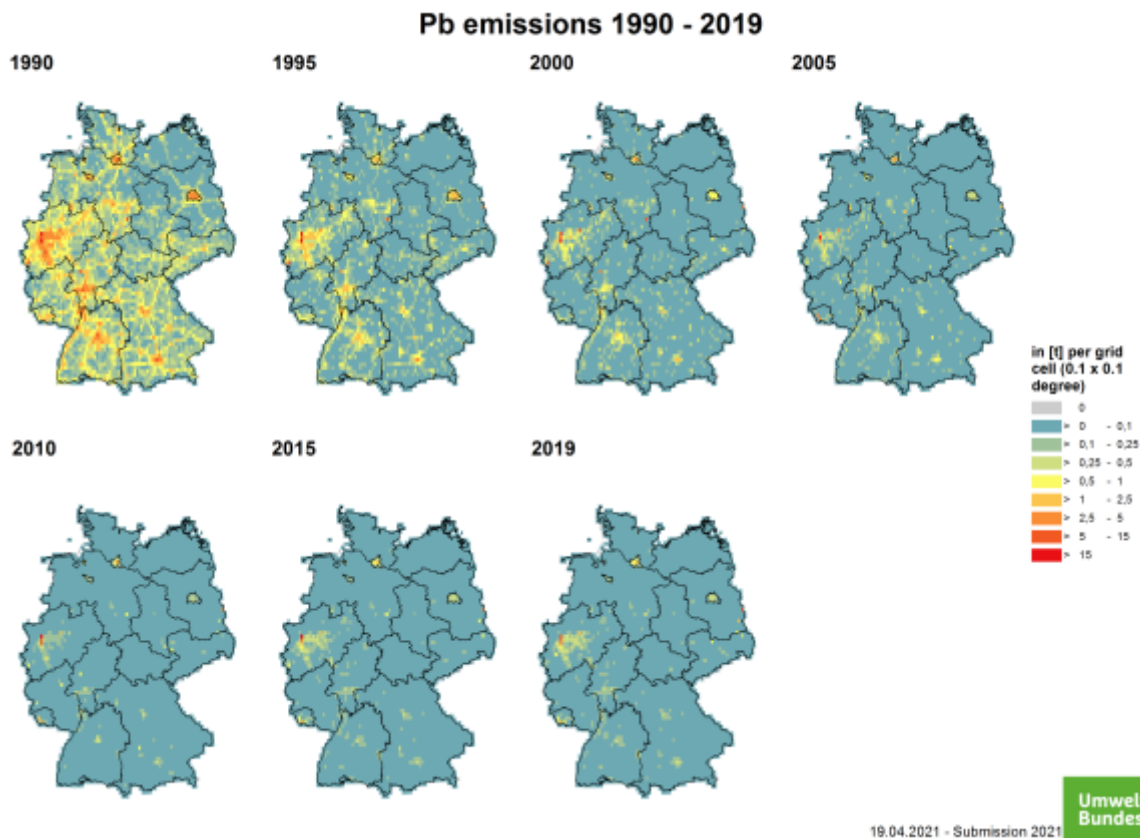 Pb emissions 1990 - 2019
1990
1995
2000
2005
in [t] per grid
cell (0.1 x 0.1
degree)
0
> 0 - 0,1
> 0,1 - 0,25
> 0,25 - 0,5
> 0,5 - 1
> 1 - 2,5
> 2,5 - 5
> 5 - 15
> 15
2010
2015
2019
Umwel
Bundes
19.04.2021 - Submission 2021